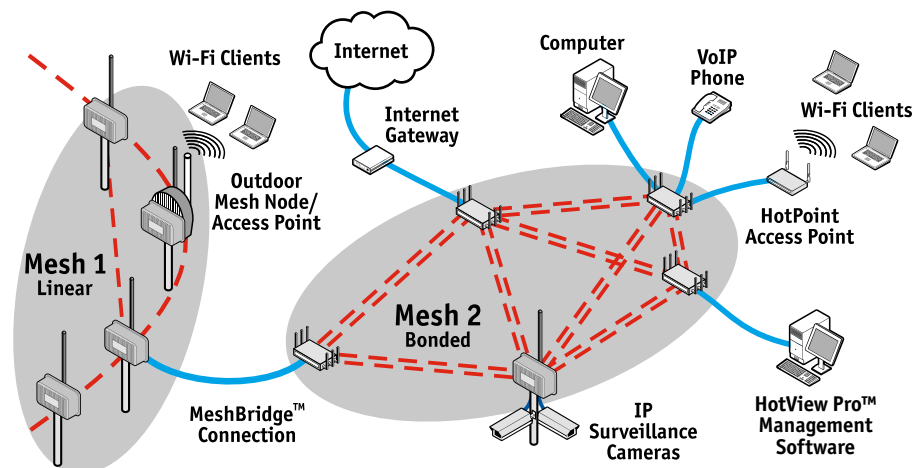 Internet
Computer
VoIP
Phone
Wi-Fi Clients
Wi-Fi Clients
Internet
Gateway
Outdoor
Mesh Node/
Access Point
HotPoint
Access Point
Mesh 1
Linear
Mesh 2
Bonded
MeshBridge™
Connection
IP
Surveillance
Cameras
HotView Pro™
Management
Software